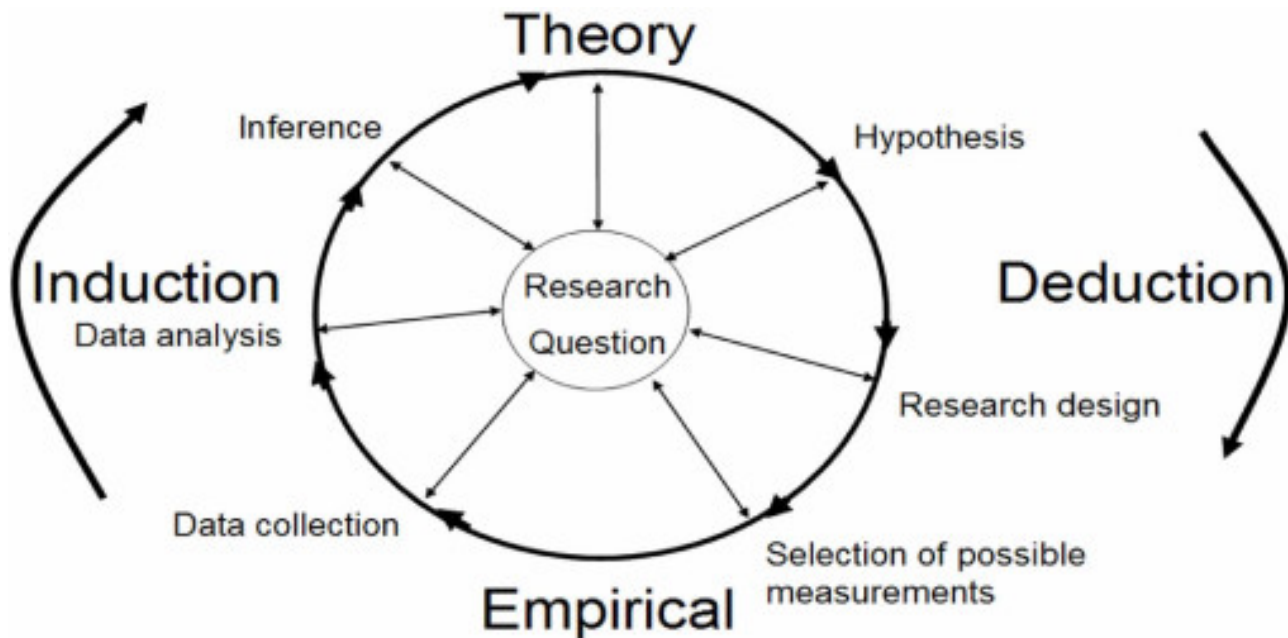 Theory
Inference
Hypothesis
Induction
Research
Question
Deduction
Data analysis
Research design
Data collection
Selection of possible
measurements
Empirical